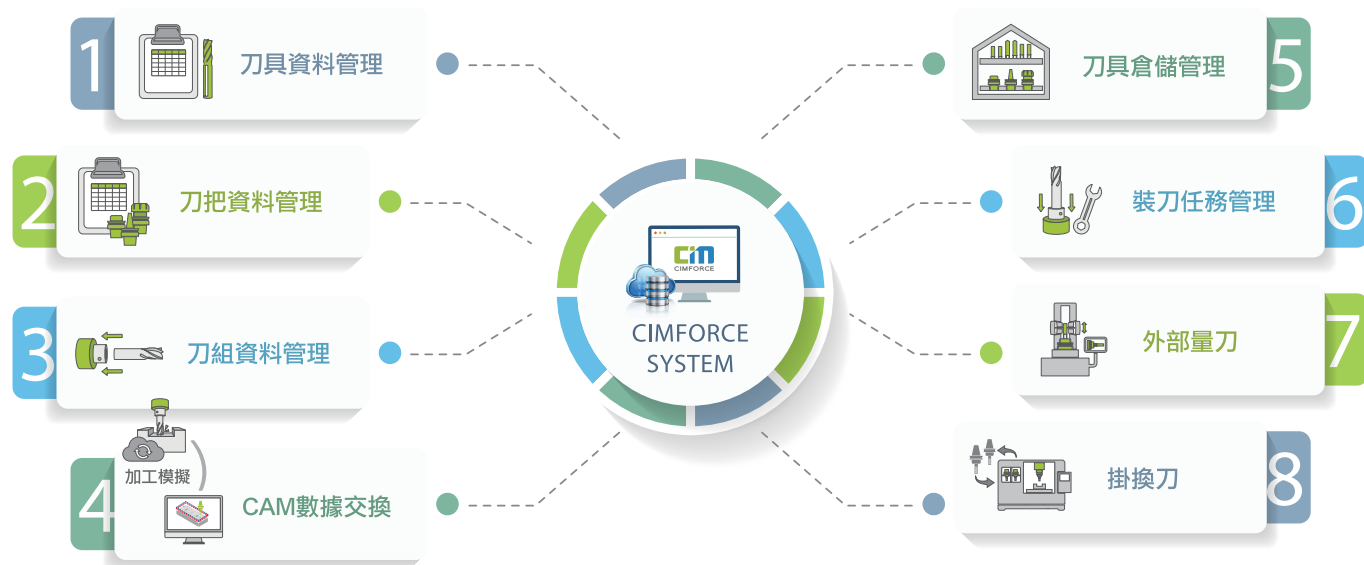 1
刀具資料管理
2
刀把資料管理
3
刀組資料管理
4
加工模擬
CAM數據交換
CIM
CIMFORCE
CIMFORCE
SYSTEM
5
刀具倉儲管理
6
裝刀任務管理
7
外部量刀
8
掛換刀